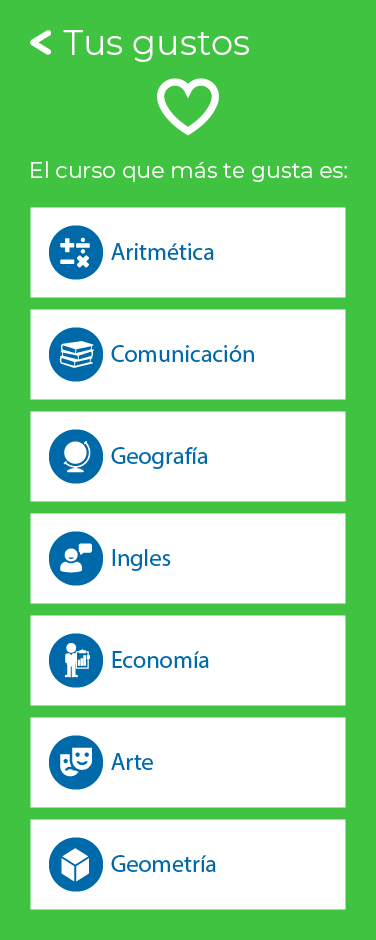 Tus gustos
El curso que más te gusta es:
Aritmética
Comunicación
Geografía
Ingles
Economía
Arte
Geometría